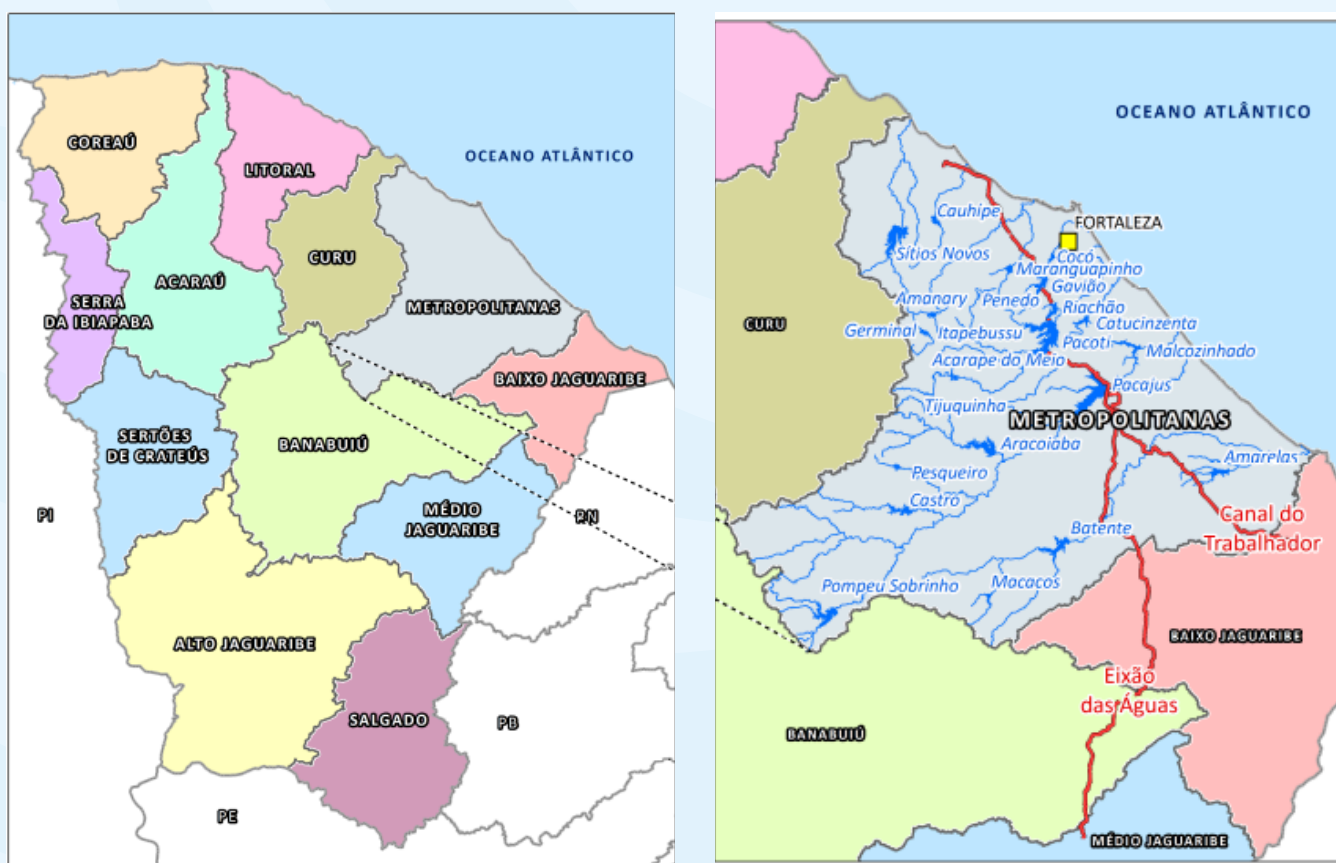 COREAÚ
LITORAL
OCEANO ATLÂNTICO
CURU
ACARAÚ
SERRA
DA IBIAPABA
METROPOLITANAS
BAIXO JAGUARIBE
SERTÕES
DE CRATEÚS
BANABUIÚ
MÉDIO
JAGUARIBE
PI
RN
ALTO JAGUARIBE
SALGADO
PB
PE
OCEANO ATLÂNTICO
Cauhipe
FORTALEZA
Sítios Novos
Cocó
Maranguapinho
Gavião
Amanary
Penedo
Riachão
CURU
Germinal
Itapebussu
Catucinzenta
Pacoti
Malcozinhado
Acarape do Meio
Pacajus
Tijuquinha
METROPOLITANAS
Aracoiaba
Amarelas
Pesqueiro
Castro
Canal do
Trabalhador
Batente
Pompeu Sobrinho
Macacos
BAIXO JAGUARIBE
Eixão
das Águas
BANABUIÚ
MÉDIO JAGUARIBE